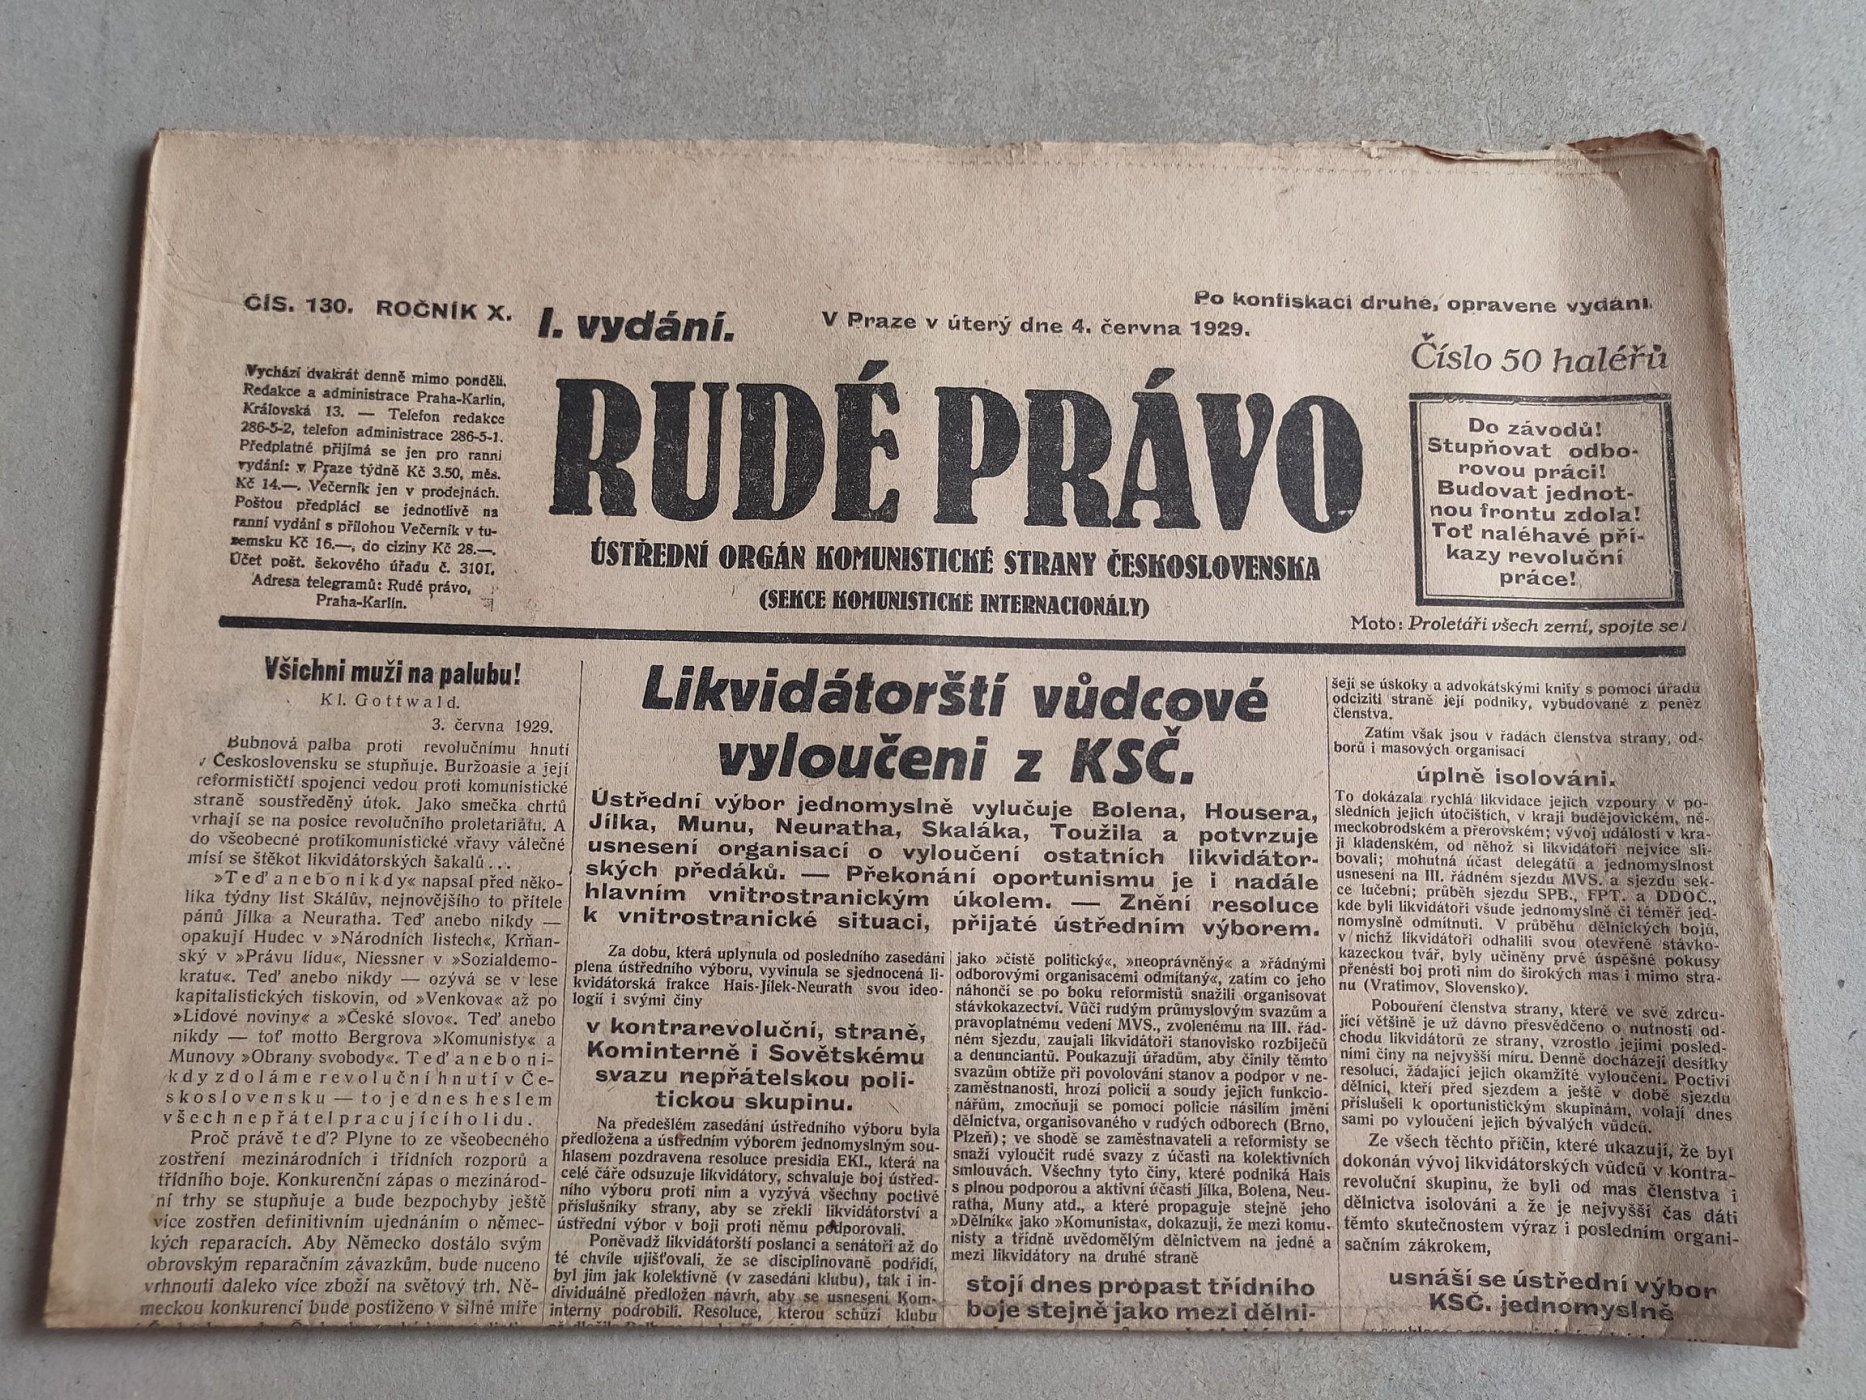 ČÍS. 130. ROČNÍK X.
I. vydání.
V Praze v úterý dne 4. června 1929.
Po konfiskaci druhé, opravené vydání.
Číslo 50 haléřů
Vychází dvakrát denně mimo pondělí.
Redakce a administrace Praha-Karlín,
Královská 13. — Telefon redakce
286-5-2, telefon administrace 286-5-1.
Předplatné přijímá se jen pro ranní
vydání: v Praze týdně Kč 3.50, měs.
Kč 14.—. Večerník jen v prodejnách.
Poštou předplácí se jednotlivě na
ranní vydání s přílohou Večerník v tu-
zemsku Kč 16.—, do ciziny Kč 28.—.
Účet pošt. šekového úřadu č. 3101.
Adresa telegramů: Rudé právo,
Praha-Karlín.
RUDÉ PRÁVO
ÚSTŘEDNÍ ORGÁN KOMUNISTICKÉ STRANY ČESKOSLOVENSKA
(SEKCE KOMUNISTICKÉ INTERNACIONÁLY)
Do závodů!
Stupňovat odbo-
rovou práci!
Budovat jednot-
nou frontu zdola!
Toť naléhavé pří-
kazy revoluční
práce!
Moto: Proletáři všech zemí, spojte se!
Všichni muži na palubu!
Kl. Gottwald.
3. června 1929.
Bubnová palba proti revolučnímu hnutí
v Československu se stupňuje. Buržoasie a její
reformističtí spojenci vedou proti komunistické
straně soustředěný útok. Jako smečka chrtů
vrhají se na posice revolučního proletariátu. A
do všeobecné protikomunistické vřavy válečné
mísí se štěkot likvidátorských šakalů...
»Teď anebo nikdy« napsal před něko-
lika týdny list Skálův, nejnovějšího to přítele
pánů Jílka a Neuratha. Teď anebo nikdy —
opakují Hudec v »Národních listech«, Krňan-
ský v »Právu lidu«, Niessner v »Sozialdemo-
kratu«. Teď anebo nikdy — ozývá se v lese
kapitalistických tiskovin, od »Venkova« až po
»Lidové noviny« a »České slovo«. Teď anebo
nikdy — toť motto Bergrova »Komunisty« a
Munovy »Obrany svobody«. Teď anebo ni-
kdy zdoláme revoluční hnutí v Če-
skoslovensku — to jednes heslem
všech nepřátel pracujícího lidu.
Proč právě teď? Plyne to ze všeobecného
zostření mezinárodních i třídních rozporů a
třídního boje. Konkurenční zápas o mezinárod-
ní trhy se stupňuje a bude bezpochyby ještě
více zostřen definitivním ujednáním o němec-
kých reparacích. Aby Německo dostálo svým
obrovským reparačním závazkům, bude nuceno
vrhnouti daleko více zboží na světový trh. Ně-
meckou konkurencí bude postiženo v silné míře
Likvidátorští vůdcové
vyloučeni z KSČ.
Ústřední výbor jednomyslně vylučuje Bolena, Housera,
Jílka, Munu, Neuratha, Skaláka, Toužila a potvrzuje
usnesení organisací o vyloučení ostatních likvidátor-
ských předáků. — Překonání oportunismu je i nadále
hlavním vnitrostranickým úkolem. — Znění resoluce
k vnitrostranické situaci, přijaté ústředním výborem.
Za dobu, která uplynula od posledního zasedání
plena ústředního výboru, vyvinula se sjednocená li-
kvidátorská frakce Hais-Jílek-Neurath svou ideo-
logií i svými činy
v kontrarevoluční, straně,
Kominterně i Sovětskému
svazu nepřátelskou poli-
tickou skupinu.
Na předešlém zasedání ústředního výboru byla
předložena a ústředním výborem jednomyslným sou-
hlasem pozdravena resoluce presidia EKI., která na
celé čáře odsuzuje likvidátory, schvaluje boj ústřed-
ního výboru proti nim a vyzývá všechny poctivé
příslušníky strany, aby se zřekli likvidátorství a
ústřední výbor v boji proti němu podporovali.
Poněvadž likvidátorští poslanci a senátoři až do
té chvíle ujišťovali, že se disciplinovaně podřídí,
byl jim jak kolektivně (v zasedání klubu), tak i in-
dividuálně předložen návrh, aby se usnesení Kom-
interny podrobili. Resoluce, kterou schůzi klubu
jako »čistě politický«, »neoprávněný« a »řádnými
odborovými organisacemi odmítaný«, zatím co jeho
náhončí se po boku reformistů snažili organisovat
stávkokazectví. Vůči rudým průmyslovým svazům a
pravoplatnému vedení MVS., zvolenému na III. řád-
ném sjezdu, zaujali likvidátoři stanovisko rozbiječů
a denunciantů. Poukazují úřadům, aby činily těmto
svazům obtíže při povolování stanov a podpor v ne-
zaměstnanosti, hrozí policií a soudy jejich funkcio-
nářům, zmocňují se pomocí policie násilím jmění
dělnictva, organisovaného v rudých odborech (Brno,
Plzeň); ve shodě se zaměstnavateli a reformisty se
snaží vyloučit rudé svazy z účasti na kolektivních
smlouvách. Všechny tyto činy, které podniká Hais
s plnou podporou a aktivní účastí Jílka, Bolena, Neu-
ratha, Muny atd., a které propaguje stejně jeho
»Dělník« jako »Komunista«, dokazují, že mezi komu-
nisty a třídně uvědomělým dělnictvem na jedné a
mezi likvidátory na druhé straně
stojí dnes propast třídního
boje stejně jako mezi dělni-
šejí se úskoky a advokátskými knify s pomocí úřadů
odciziti straně její podniky, vybudované z peněz
členstva.
Zatím však jsou v řadách členstva strany, od-
borů i masových organisací
úplně isolováni.
To dokázala rychlá likvidace jejich vzpoury v po-
sledních jejich útočištích, v kraji budějovickém, ně-
meckobrodském a přerovském; vývoj událostí v kra-
ji kladenském, od něhož si likvidátoři nejvíce sli-
bovali; mohutná účast delegátů a jednomyslnost
usnesení na III. řádném sjezdu MVS. a sjezdu sek-
ce lučební; průběh sjezdu SPB., FPT. a DDOČ.,
kde byli likvidátoři všude jednomyslně či téměř jed-
nomyslně odmítnuti. V průběhu dělnických bojů,
v nichž likvidátoři odhalili svou otevřeně stávko-
kazeckou tvář, byly učiněny prvé úspěšné pokusy
přenésti boj proti nim do širokých mas i mimo stra-
nu (Vratimov, Slovensko).
Pobouření členstva strany, které ve své zdrcu-
jící většině je už dávno přesvědčeno o nutnosti od-
chodu likvidátorů ze strany, vzrostlo jejími posled-
ními činy na nejvyšší míru. Denně docházejí desítky
resolucí, žádající jejich okamžité vyloučení. Poctiví
dělníci, kteří před sjezdem a ještě v době sjezdu
příslušeli k oportunistickým skupinám, volají dnes
sami po vyloučení jejich bývalých vůdců.
Ze všech těchto příčin, které ukazují, že byl
dokonán vývoj likvidátorských vůdců v kontra-
revoluční skupinu, že byli od mas členstva i
dělnictva isolováni a že je nejvyšší čas dáti
těmto skutečnostem výraz i posledním organi-
sačním zákrokem,
usnáší se ústřední výbor
KSČ. jednomyslně